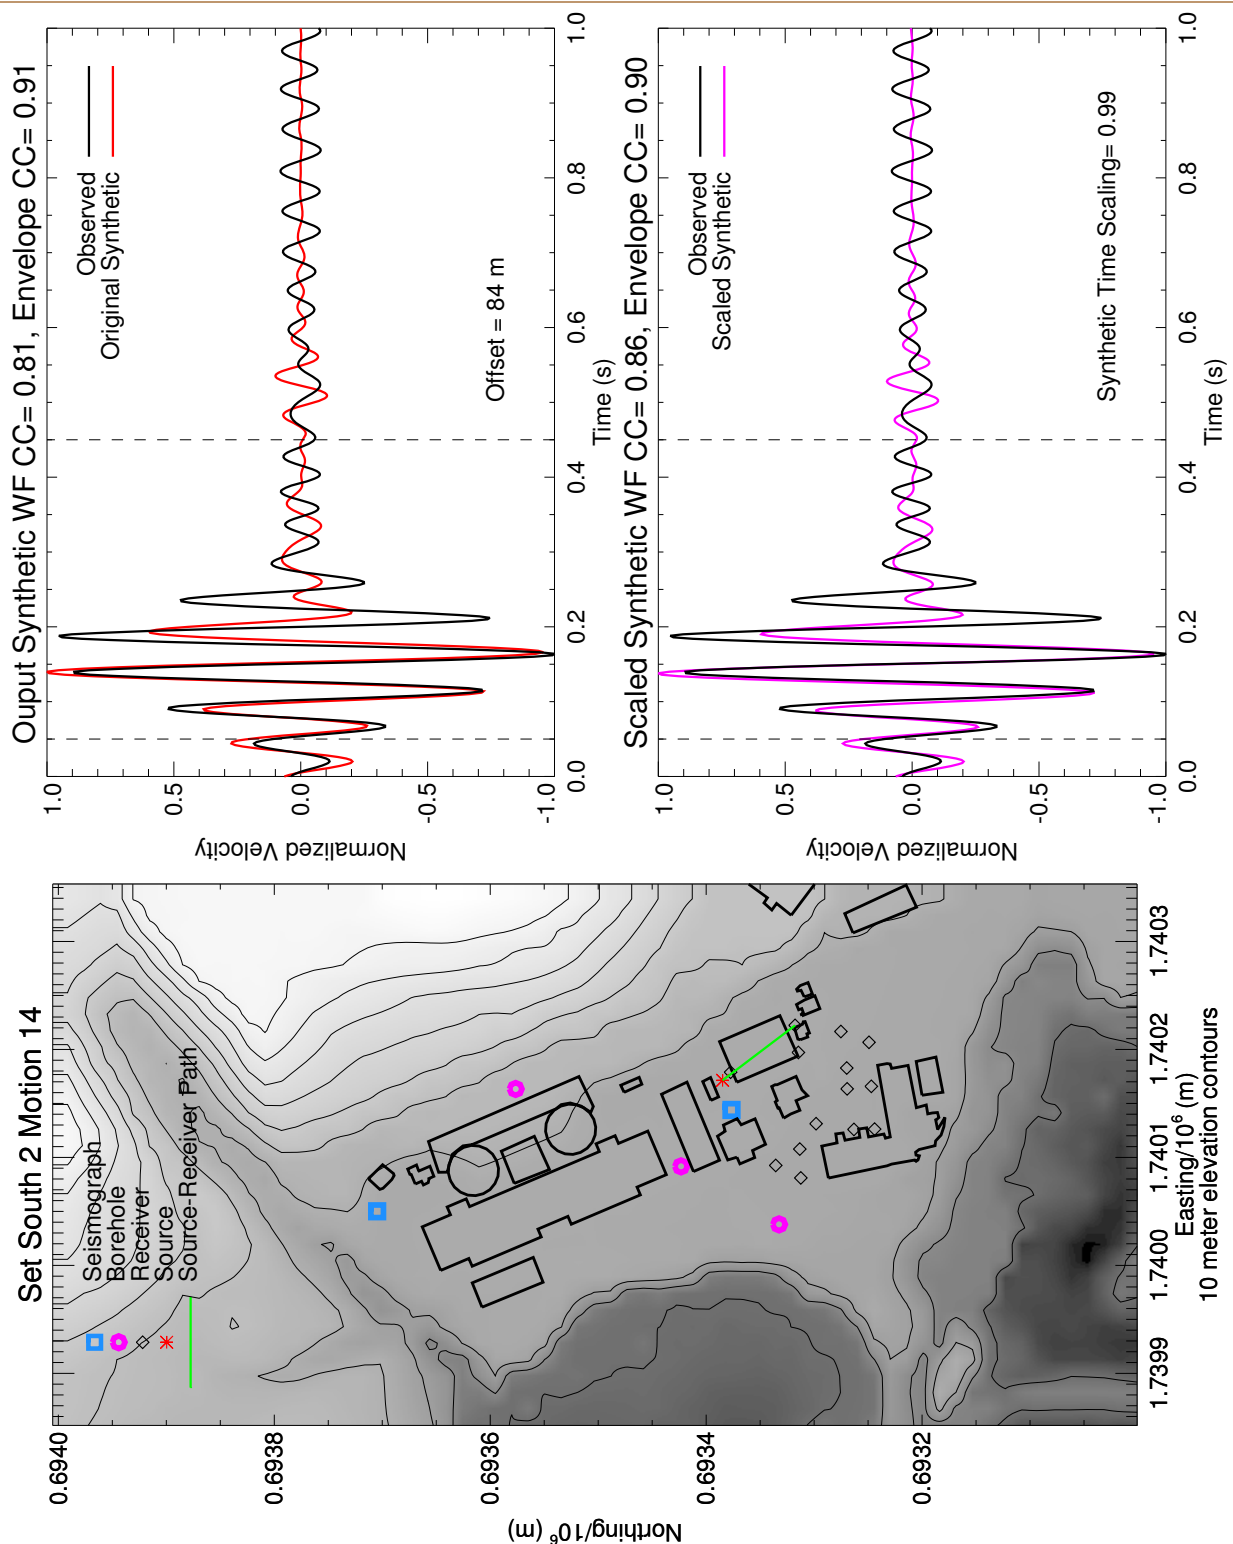 Set South 2 Motion 14
Seismograph
Borehole
Receiver
Source
Source-Receiver Path
0.6940
0.6938
0.6936
0.6934
0.6932
Northing/10⁶ (m)
1.7399
1.7400
1.7401
1.7402
1.7403
Easting/10⁶ (m)
10 meter elevation contours
Ouput Synthetic WF CC= 0.81, Envelope CC= 0.91
Observed
Original Synthetic
Offset = 84 m
1.0
0.5
0.0
-0.5
-1.0
Normalized Velocity
0.0
0.2
0.4
0.6
0.8
1.0
Time (s)
Scaled Synthetic WF CC= 0.86, Envelope CC= 0.90
Observed
Scaled Synthetic
Synthetic Time Scaling= 0.99
1.0
0.5
0.0
-0.5
-1.0
Normalized Velocity
0.0
0.2
0.4
0.6
0.8
1.0
Time (s)